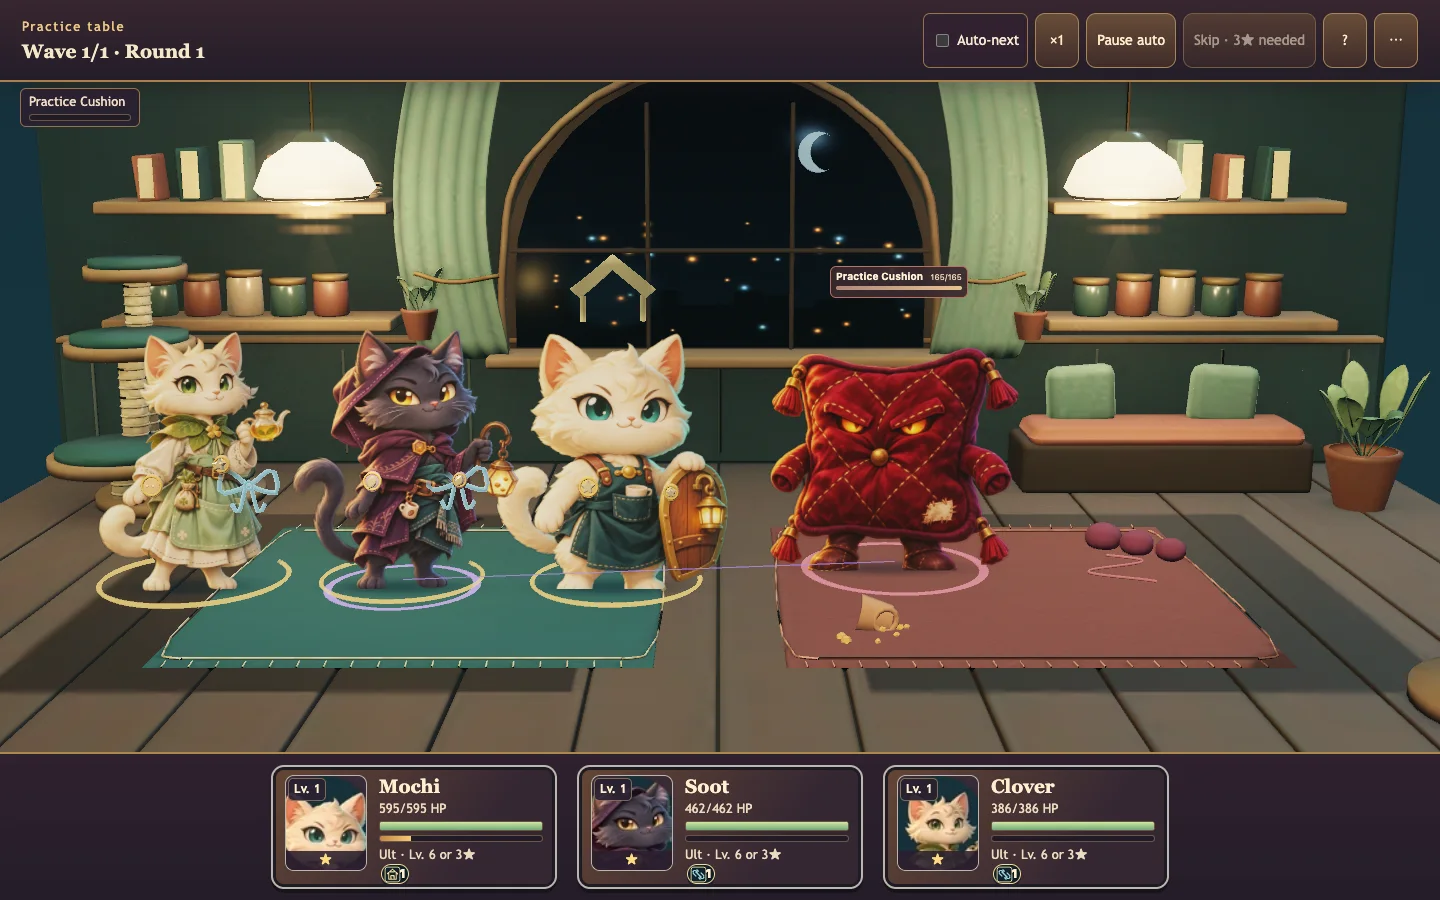 Practice table
Wave 1/1 · Round 1
Auto-next
×1
Pause auto
Skip · 3★ needed
?
···
Practice Cushion
Practice Cushion 165/165
Lv. 1
Mochi
595/595 HP
Ult · Lv. 6 or 3★
1
Lv. 1
Soot
462/462 HP
Ult · Lv. 6 or 3★
1
Lv. 1
Clover
386/386 HP
Ult · Lv. 6 or 3★
1